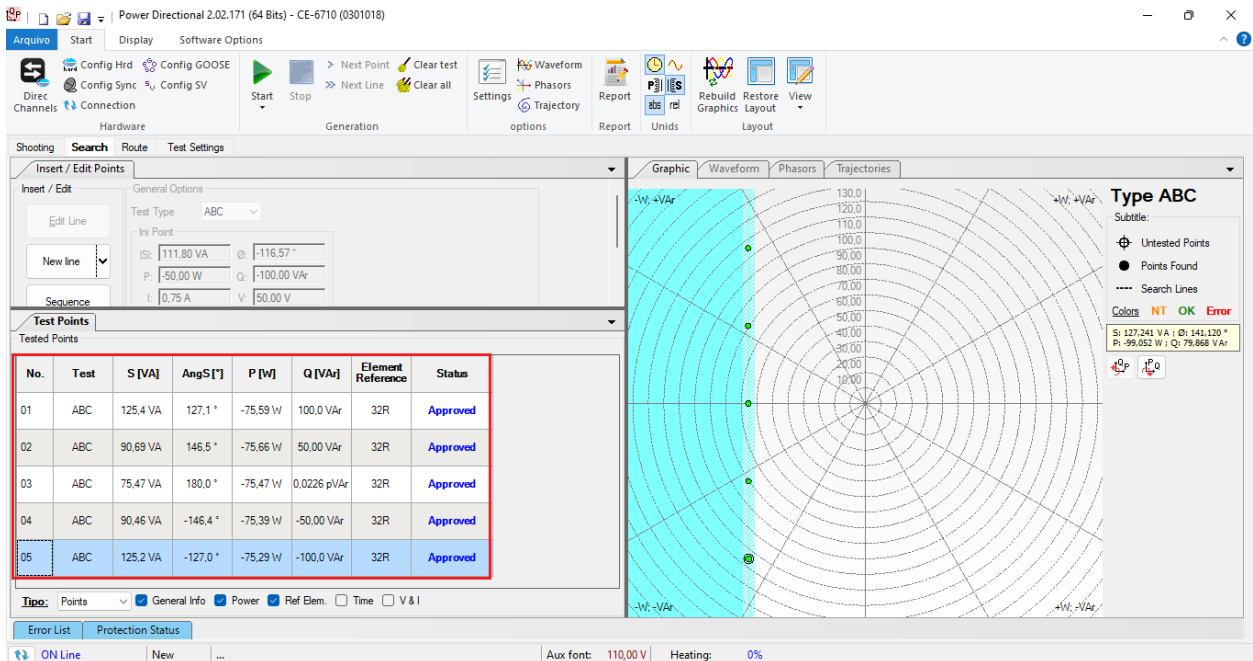 Power Directional 2.02.171 (64 Bits) - CE-6710 (0301018)
Arquivo Start Display Software Options
Direc Channels
Config Hrd Config GOOSE
Config Sync Config SV
Connection
Hardware
Start Stop
Next Point Clear test
Next Line Clear all
Generation
Settings
Waveform
Phasors
Trajectory
options
Report
Report
abs rel
Unids
Rebuild Graphics Restore Layout View
Layout
Shooting Search Route Test Settings
Insert / Edit Points
Insert / Edit
Edit Line
New line
Sequence
General Options
Test Type ABC
Ini Point
|S|: 111,80 VA Ø: -116,57 °
P: -50,00 W Q: -100,00 VAr
I: 0,75 A V: 50,00 V
Test Points
Tested Points
No. Test S [VA] AngS [°] P [W] Q [VAr] Element Reference Status
01 ABC 125,4 VA 127,1 ° -75,59 W 100,0 VAr 32R Approved
02 ABC 90,69 VA 146,5 ° -75,66 W 50,00 VAr 32R Approved
03 ABC 75,47 VA 180,0 ° -75,47 W 0,0226 pVAr 32R Approved
04 ABC 90,46 VA -146,4 ° -75,39 W -50,00 VAr 32R Approved
05 ABC 125,2 VA -127,0 ° -75,29 W -100,0 VAr 32R Approved
Tipo: Points General Info Power Ref Elem. Time V & I
Graphic Waveform Phasors Trajectories
-W; +VAr
+W; +VAr
130,0
120,0
110,0
100,0
90,00
80,00
70,00
60,00
50,00
40,00
30,00
20,00
10,00
-W; -VAr
+W; -VAr
Type ABC
Subtitle:
Untested Points
Points Found
Search Lines
Colors NT OK Error
S: 127,241 VA ; Ø: 141,120 °
P: -99,052 W ; Q: 79,868 VAr
Error List Protection Status
ON Line New ... Aux font: 110,00 V Heating: 0%